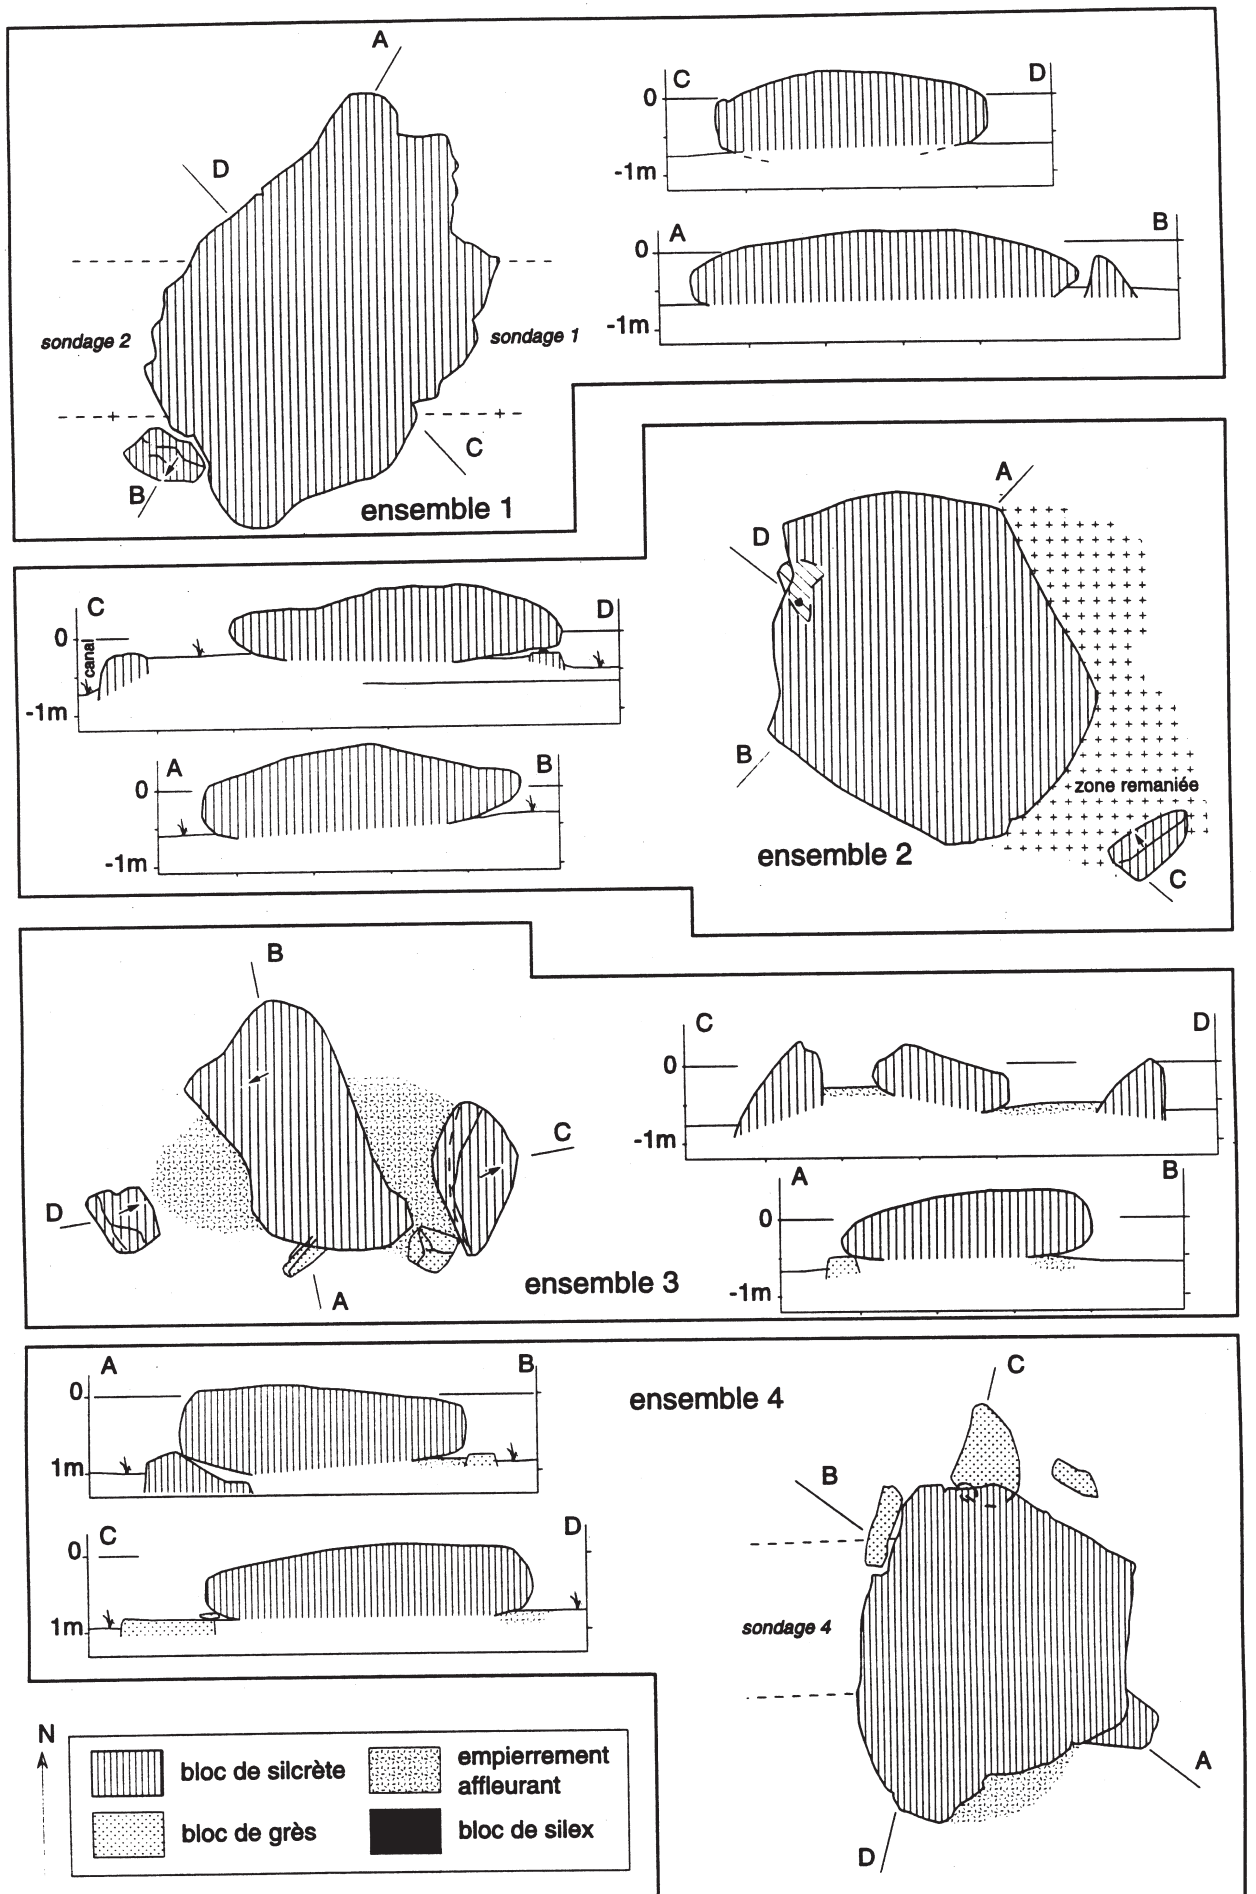 A
D
sondage 2
sondage 1
C
B
ensemble 1
C
D
0
-1m
A
B
0
-1m
A
D
B
zone remaniée
ensemble 2
C
C
D
0
canal
-1m
A
B
0
-1m
B
C
D
A
ensemble 3
C
D
0
-1m
A
B
0
-1m
A
B
0
1m
C
D
0
1m
ensemble 4
C
B
sondage 4
A
D
N
bloc de silcrète
empierrement
affleurant
bloc de grès
bloc de silex